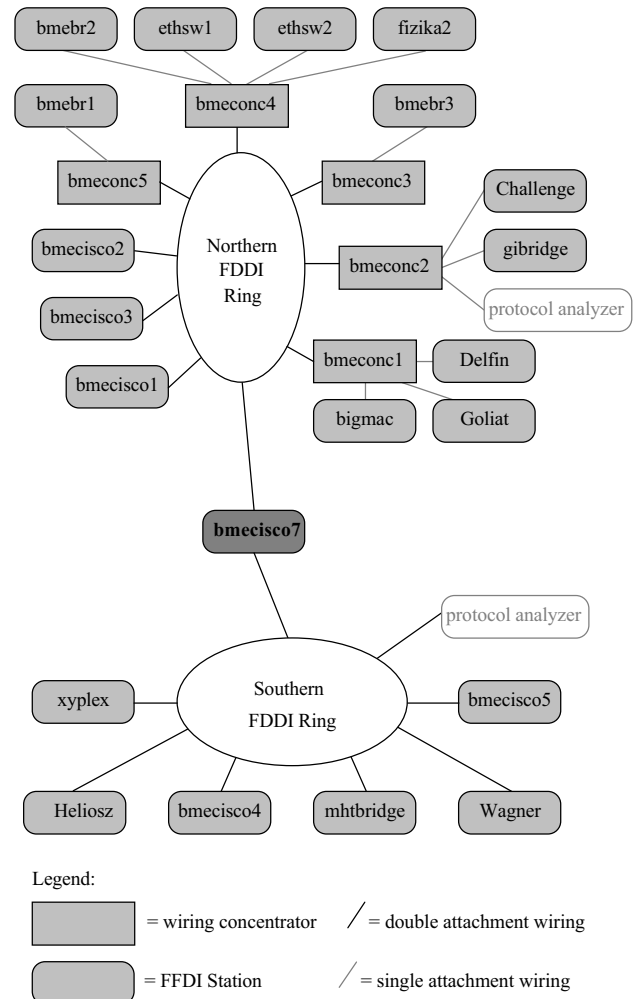 bmebr2
ethsw1
ethsw2
fizika2
bmeconc4
bmebr1
bmebr3
bmeconc5
bmeconc3
Challenge
Northern
FDDI
Ring
bmecisco2
bmeconc2
gibridge
protocol analyzer
bmecisco3
bmeconc1
Delfin
bmecisco1
bigmac
Goliat
bmecisco7
protocol analyzer
Southern
FDDI Ring
xyplex
bmecisco5
Heliosz
bmecisco4
mhtbridge
Wagner
Legend:
= wiring concentrator
= double attachment wiring
= FFDI Station
= single attachment wiring